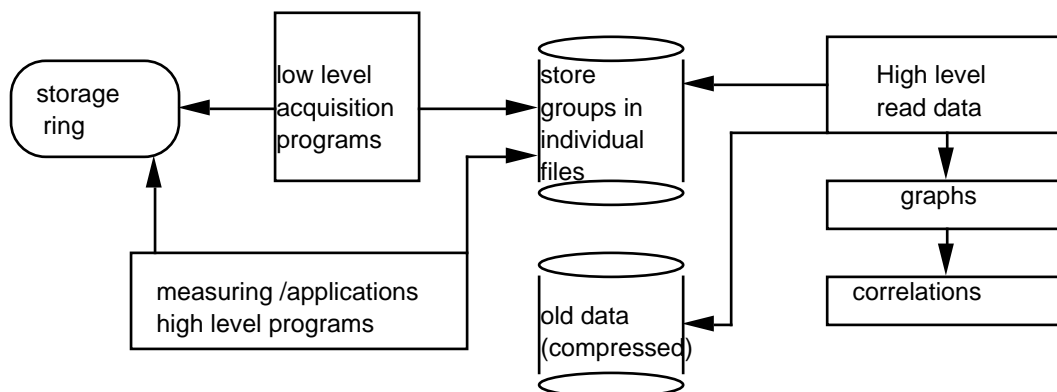 storage
ring
low level
acquisition
programs
store
groups in
individual
files
High level
read data
graphs
correlations
measuring /applications
high level programs
old data
(compressed)